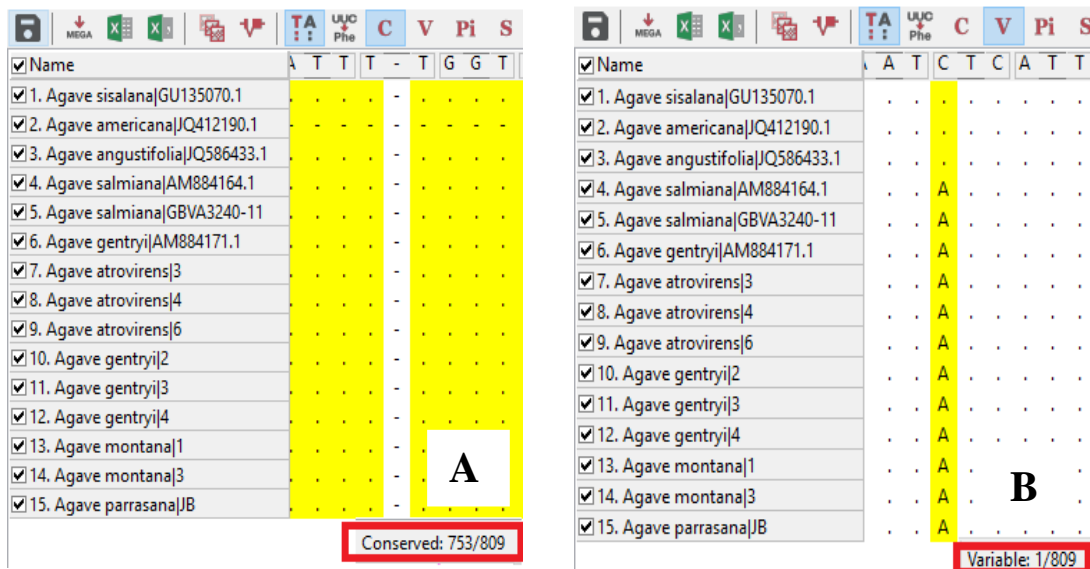 MEGA X X TA UUC Phe C V Pi S
Name A T T T - T G G T
1. Agave sisalana|GU135070.1 . . . . - . . . .
2. Agave americana|JQ412190.1 - - - - - - - - -
3. Agave angustifolia|JQ586433.1 . . . . - . . . .
4. Agave salmiana|AM884164.1 . . . . - . . . .
5. Agave salmiana|GBVA3240-11 . . . . - . . . .
6. Agave gentryi|AM884171.1 . . . . - . . . .
7. Agave atrovirens|3 . . . . - . . . .
8. Agave atrovirens|4 . . . . - . . . .
9. Agave atrovirens|6 . . . . - . . . .
10. Agave gentryi|2 . . . . - . . . .
11. Agave gentryi|3 . . . . - . . . .
12. Agave gentryi|4 . . . . - . . . .
13. Agave montana|1 . . . . - .
14. Agave montana|3 . . . . - .
15. Agave parrasana|JB . . . . - . . . .
A
Conserved: 753/809
MEGA X X TA UUC Phe C V Pi S
Name A T C T C A T T
1. Agave sisalana|GU135070.1 . . . . . . . .
2. Agave americana|JQ412190.1 . . . . . . . .
3. Agave angustifolia|JQ586433.1 . . . . . . . .
4. Agave salmiana|AM884164.1 . . A . . . . .
5. Agave salmiana|GBVA3240-11 . . A . . . . .
6. Agave gentryi|AM884171.1 . . A . . . . .
7. Agave atrovirens|3 . . A . . . . .
8. Agave atrovirens|4 . . A . . . . .
9. Agave atrovirens|6 . . A . . . . .
10. Agave gentryi|2 . . A . . . . .
11. Agave gentryi|3 . . A . . . . .
12. Agave gentryi|4 . . A . . . . .
13. Agave montana|1 . . A . .
14. Agave montana|3 . . A . .
15. Agave parrasana|JB . . A . . . . .
B
Variable: 1/809